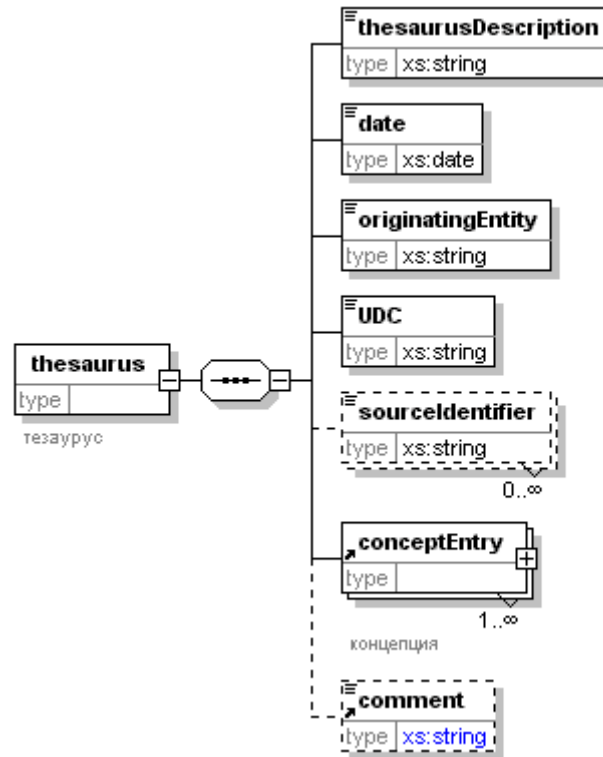 thesaurusDescription
type xs:string
date
type xs:date
originatingEntity
type xs:string
UDC
type xs:string
thesaurus
type
тезаурус
sourceIdentifier
type xs:string
0..∞
conceptEntry
type
1..∞
концепция
comment
type xs:string